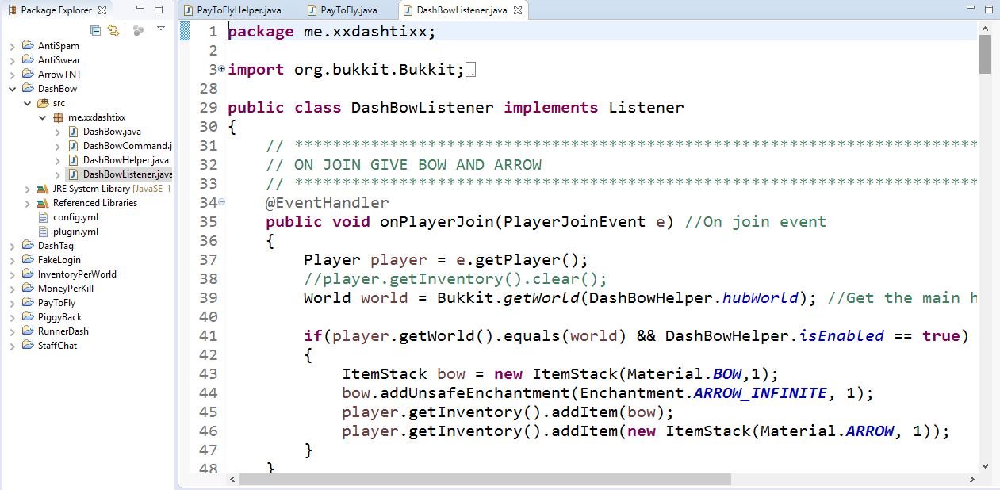 Package Explorer
AntiSpam
AntiSwear
ArrowTNT
DashBow
src
me.xxdashtixx
DashBow.java
DashBowCommand.j
DashBowHelper.java
DashBowListener.java
JRE System Library [JavaSE-1
Referenced Libraries
config.yml
plugin.yml
DashTag
FakeLogin
InventoryPerWorld
MoneyPerKill
PayToFly
PiggyBack
RunnerDash
StaffChat
PayToFlyHelper.java PayToFly.java DashBowListener.java
1 package me.xxdashtixx;
2
3 import org.bukkit.Bukkit;
28
29 public class DashBowListener implements Listener
30 {
31 // ************************************************************************
32 // ON JOIN GIVE BOW AND ARROW
33 // ************************************************************************
34 @EventHandler
35 public void onPlayerJoin(PlayerJoinEvent e) //On join event
36 {
37 Player player = e.getPlayer();
38 //player.getInventory().clear();
39 World world = Bukkit.getWorld(DashBowHelper.hubWorld); //Get the main h
40
41 if(player.getWorld().equals(world) && DashBowHelper.isEnabled == true)
42 {
43 ItemStack bow = new ItemStack(Material.BOW,1);
44 bow.addUnsafeEnchantment(Enchantment.ARROW_INFINITE, 1);
45 player.getInventory().addItem(bow);
46 player.getInventory().addItem(new ItemStack(Material.ARROW, 1));
47 }
48 }